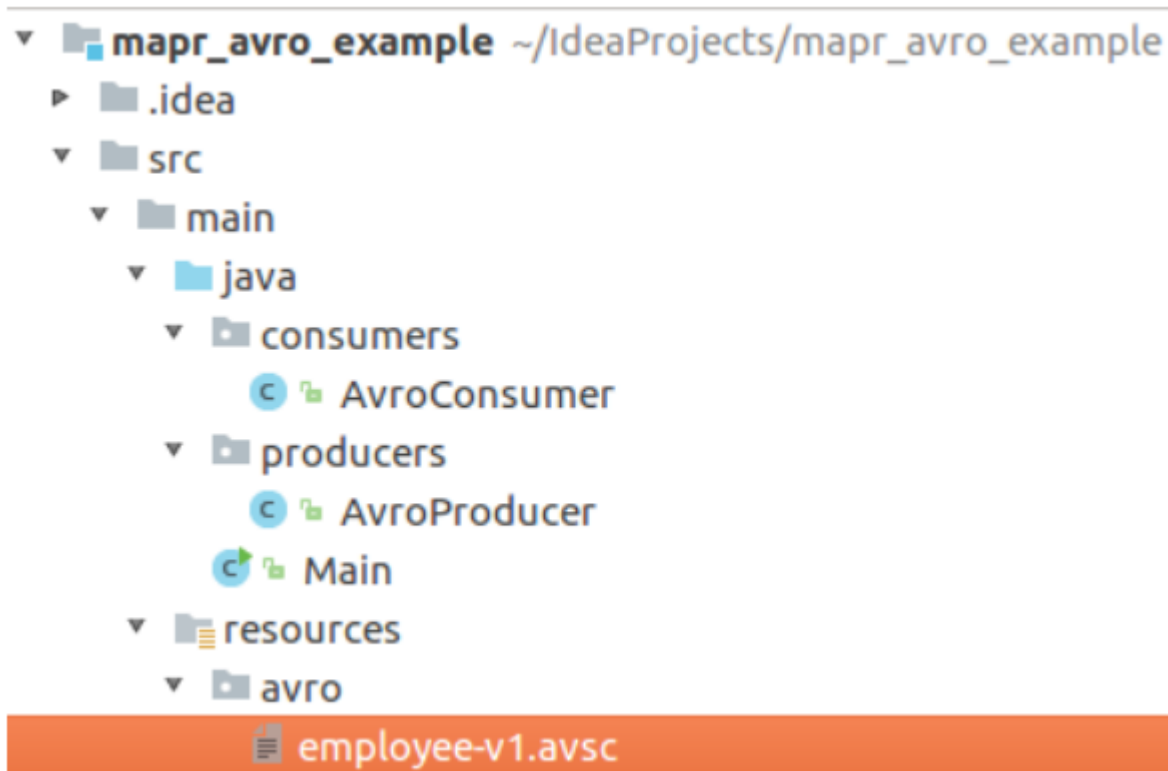 mapr_avro_example ~/IdeaProjects/mapr_avro_example
.idea
src
main
java
consumers
C AvroConsumer
producers
C AvroProducer
C Main
resources
avro
employee-v1.avsc